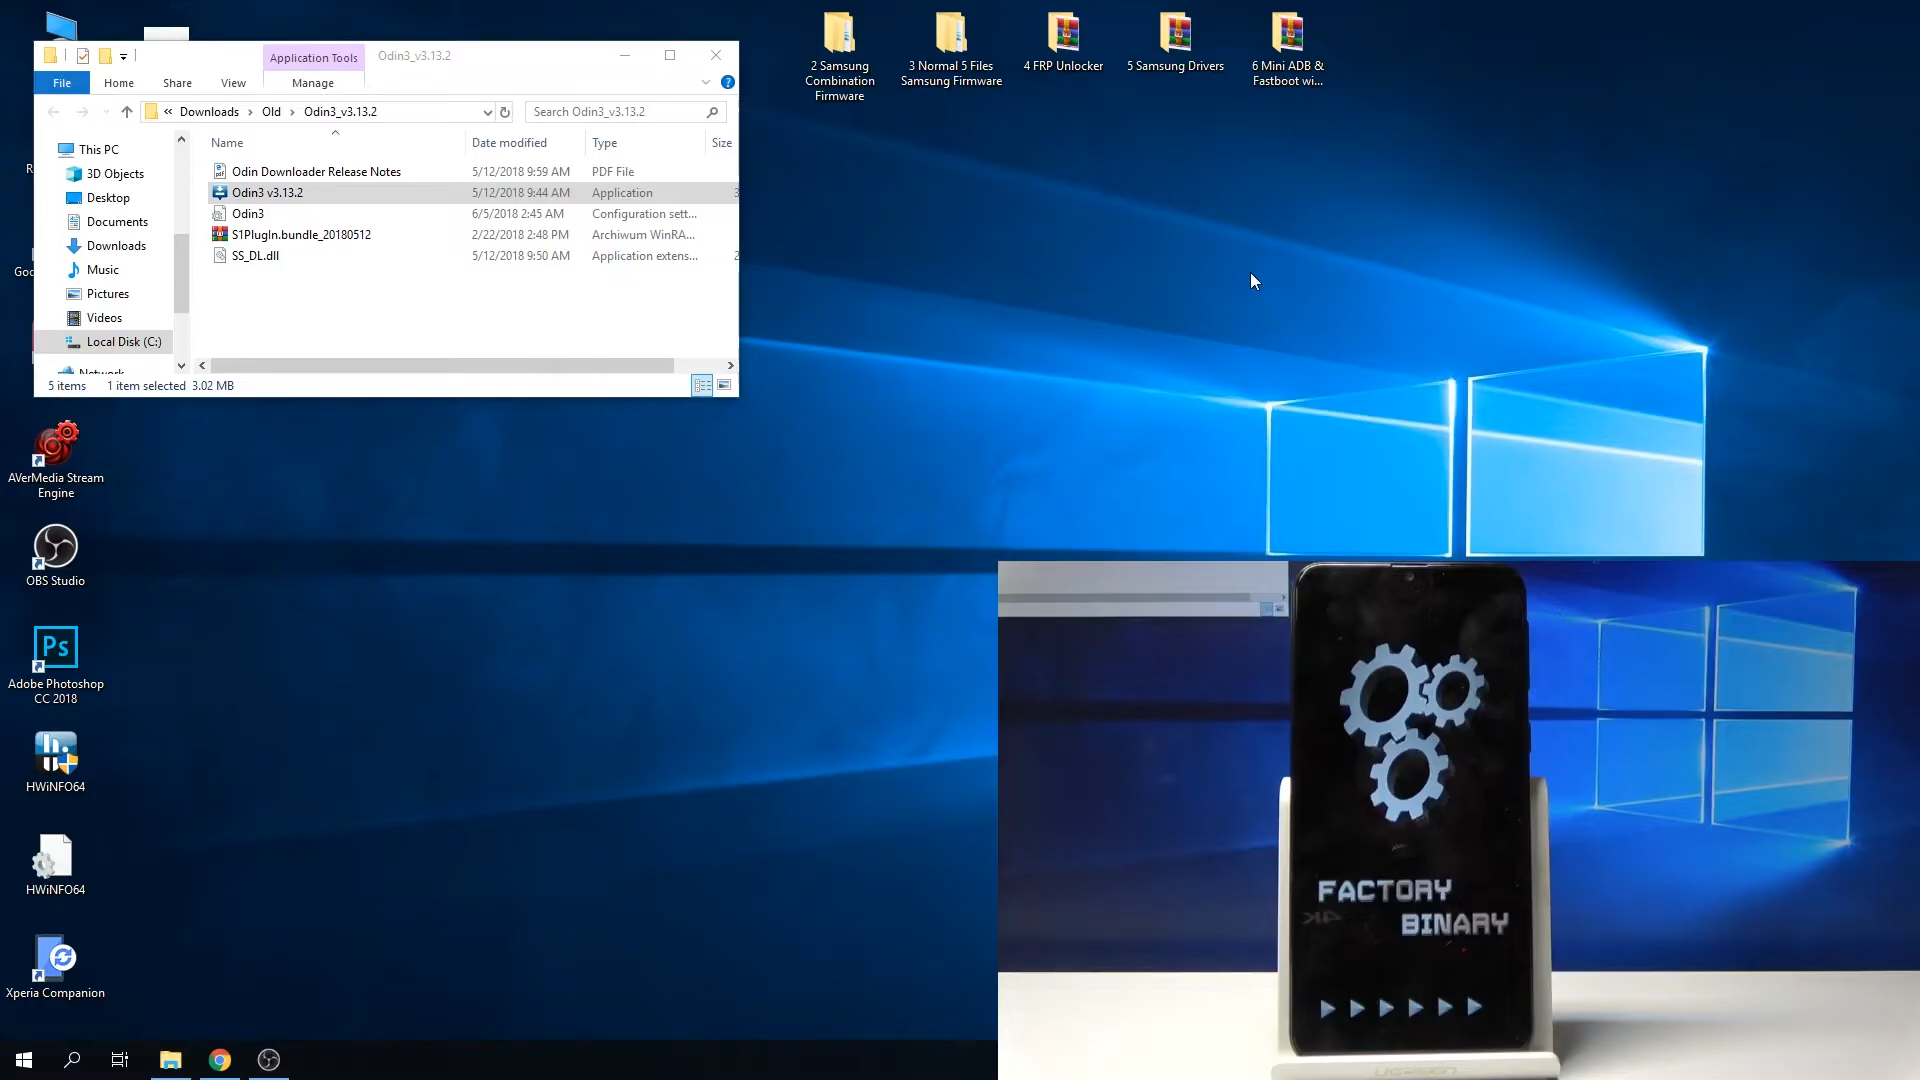 Application Tools
Odin3_v3.13.2
File
Home
Share
View
Manage
« Downloads > Old > Odin3_v3.13.2
Search Odin3_v3.13.2
This PC
3D Objects
Desktop
Documents
Downloads
Music
Pictures
Videos
Local Disk (C:)
Network
Name
Date modified
Type
Size
Odin Downloader Release Notes
5/12/2018 9:59 AM
PDF File
Odin3 v3.13.2
5/12/2018 9:44 AM
Application
3
Odin3
6/5/2018 2:45 AM
Configuration sett...
S1PlugIn.bundle_20180512
2/22/2018 2:48 PM
Archiwum WinRA...
SS_DL.dll
5/12/2018 9:50 AM
Application extens...
2
5 items
1 item selected 3.02 MB
R
Goo
AVerMedia Stream
Engine
OBS Studio
Ps
Adobe Photoshop
CC 2018
HWiNFO64
HWiNFO64
Xperia Companion
2 Samsung
Combination
Firmware
3 Normal 5 Files
Samsung Firmware
4 FRP Unlocker
5 Samsung Drivers
6 Mini ADB &
Fastboot wi...
FACTORY
BINARY
UGREEN